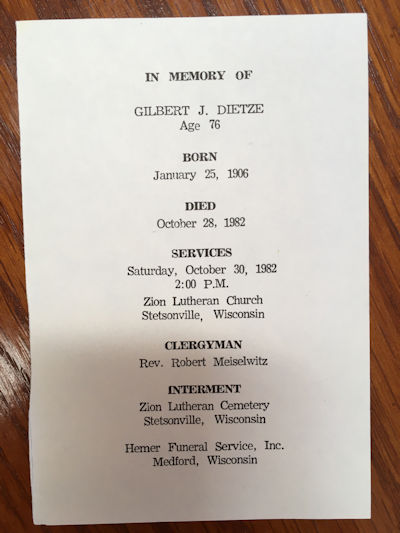 IN MEMORY OF
GILBERT J. DIETZE
Age 76
BORN
January 25, 1906
DIED
October 28, 1982
SERVICES
Saturday, October 30, 1982
2:00 P.M.
Zion Lutheran Church
Stetsonville, Wisconsin
CLERGYMAN
Rev. Robert Meiselwitz
INTERMENT
Zion Lutheran Cemetery
Stetsonville, Wisconsin
Hemer Funeral Service, Inc.
Medford, Wisconsin